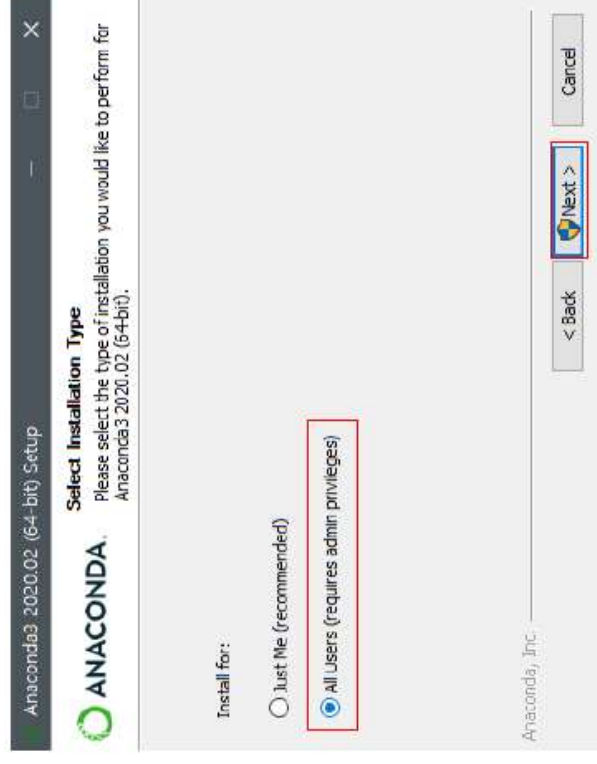 Anaconda3 2020.02 (64-bit) Setup
ANACONDA.
Select Installation Type
Please select the type of installation you would like to perform for
Anaconda3 2020.02 (64-bit).
Install for:
Just Me (recommended)
All Users (requires admin privileges)
Anaconda, Inc.
< Back
Next >
Cancel